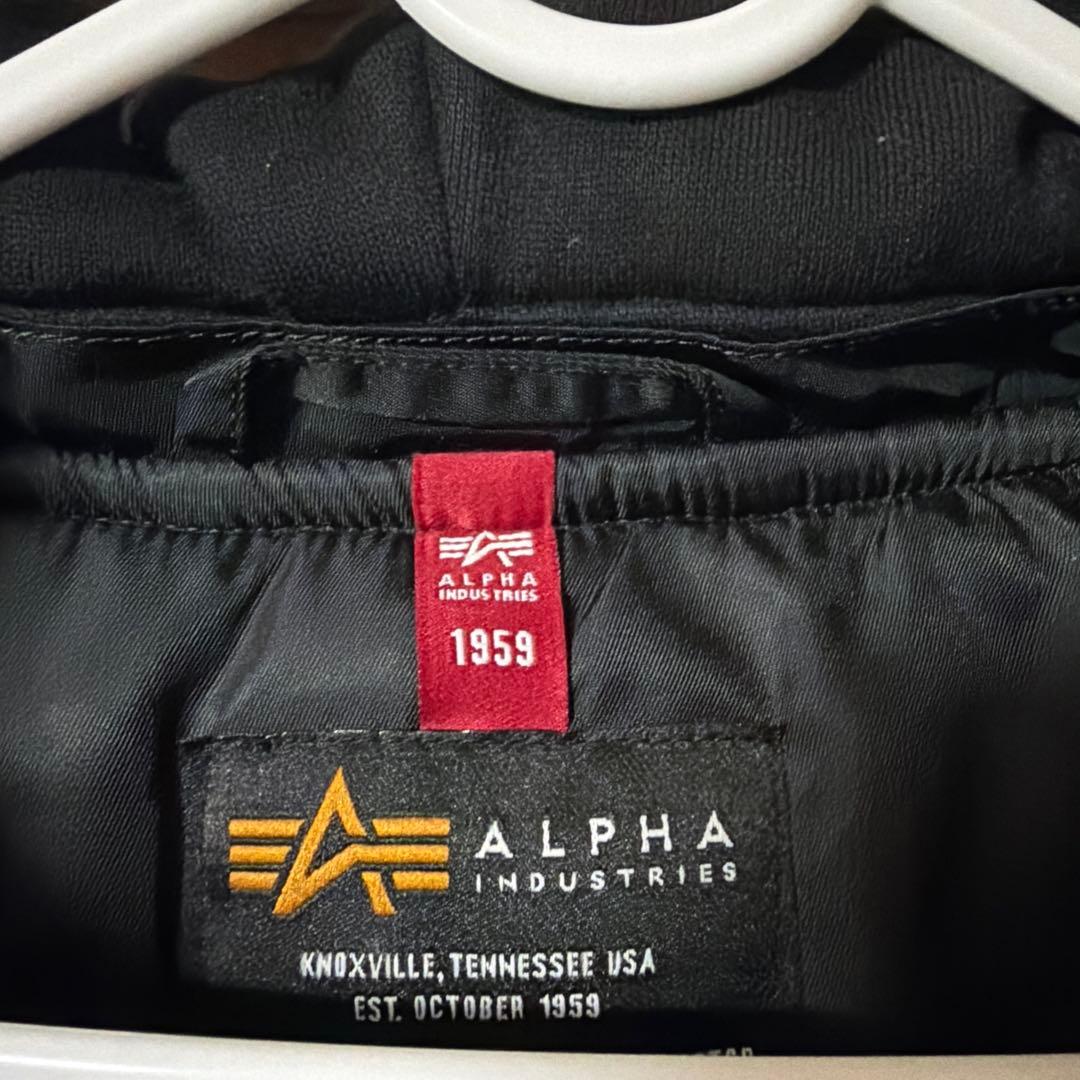 ALPHA
INDUSTRIES
1959
ALPHA
INDUSTRIES
KNOXVILLE, TENNESSEE USA
EST. OCTOBER 1959